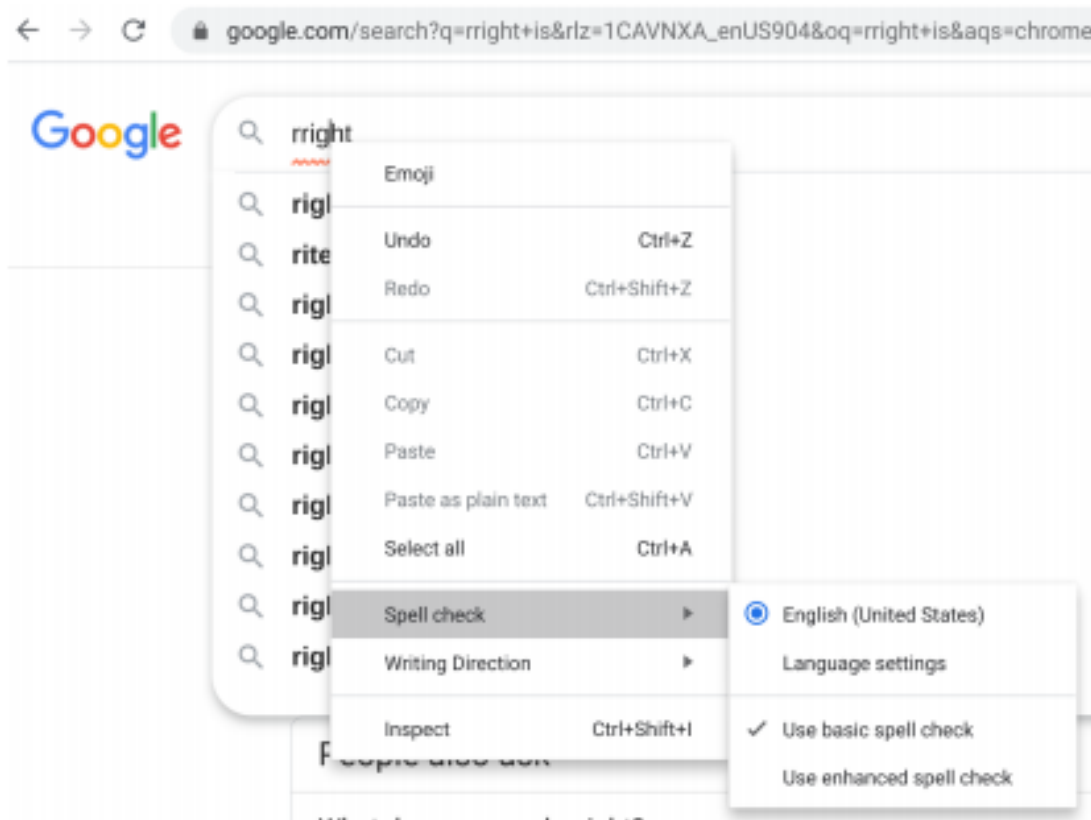 google.com/search?q=rright+is&rlz=1CAVNXA_enUS904&oq=rright+is&aqs=chrome
Google
rright
Emoji
Undo Ctrl+Z
rite
Redo Ctrl+Shift+Z
Cut Ctrl+X
Copy Ctrl+C
Paste Ctrl+V
Paste as plain text Ctrl+Shift+V
Select all Ctrl+A
Spell check
English (United States)
Writing Direction
Language settings
Inspect Ctrl+Shift+I
Use basic spell check
Use enhanced spell check